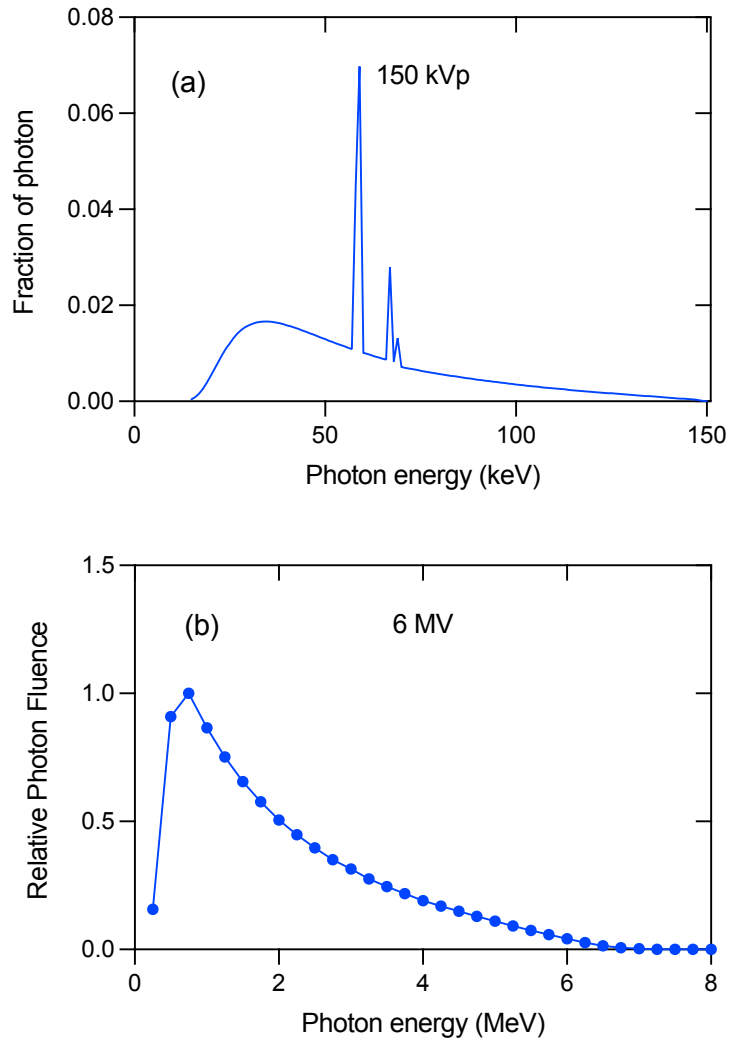 0.08
(a)
150 kVp
0.06
0.04
0.02
0.00
Fraction of photon
0
50
100
150
Photon energy (keV)
1.5
(b)
6 MV
1.0
0.5
0.0
Relative Photon Fluence
0
2
4
6
8
Photon energy (MeV)